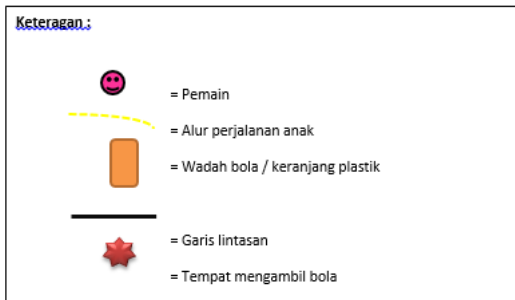 Keteragan :
= Pemain
= Alur perjalanan anak
= Wadah bola / keranjang plastik
= Garis lintasan
= Tempat mengambil bola